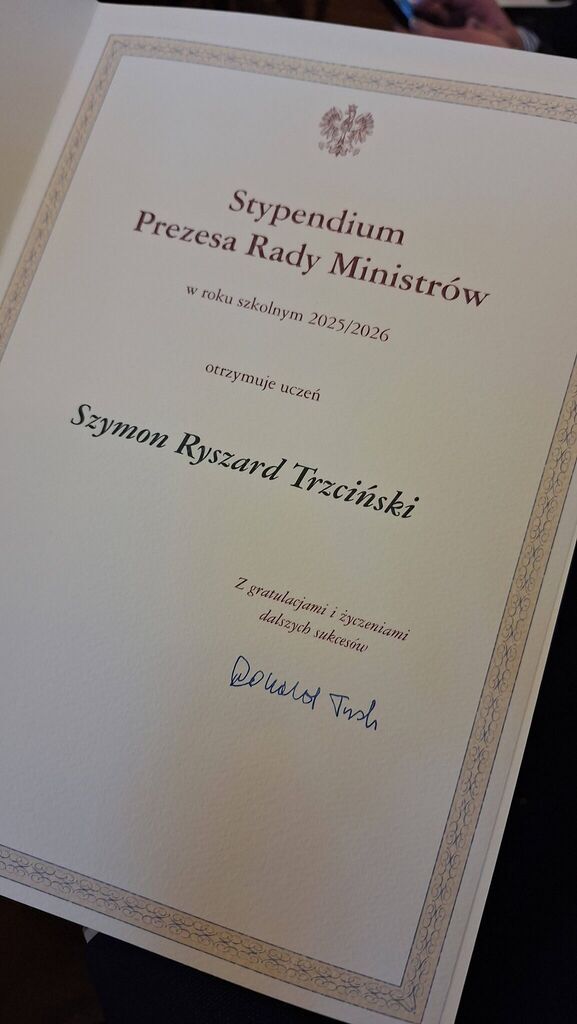 Stypendium
Prezesa Rady Ministrów
w roku szkolnym 2025/2026
otrzymuje uczeń
Szymon Ryszard Trzciński
Z gratulacjami i życzeniami
dalszych sukcesów
Donald Tusk